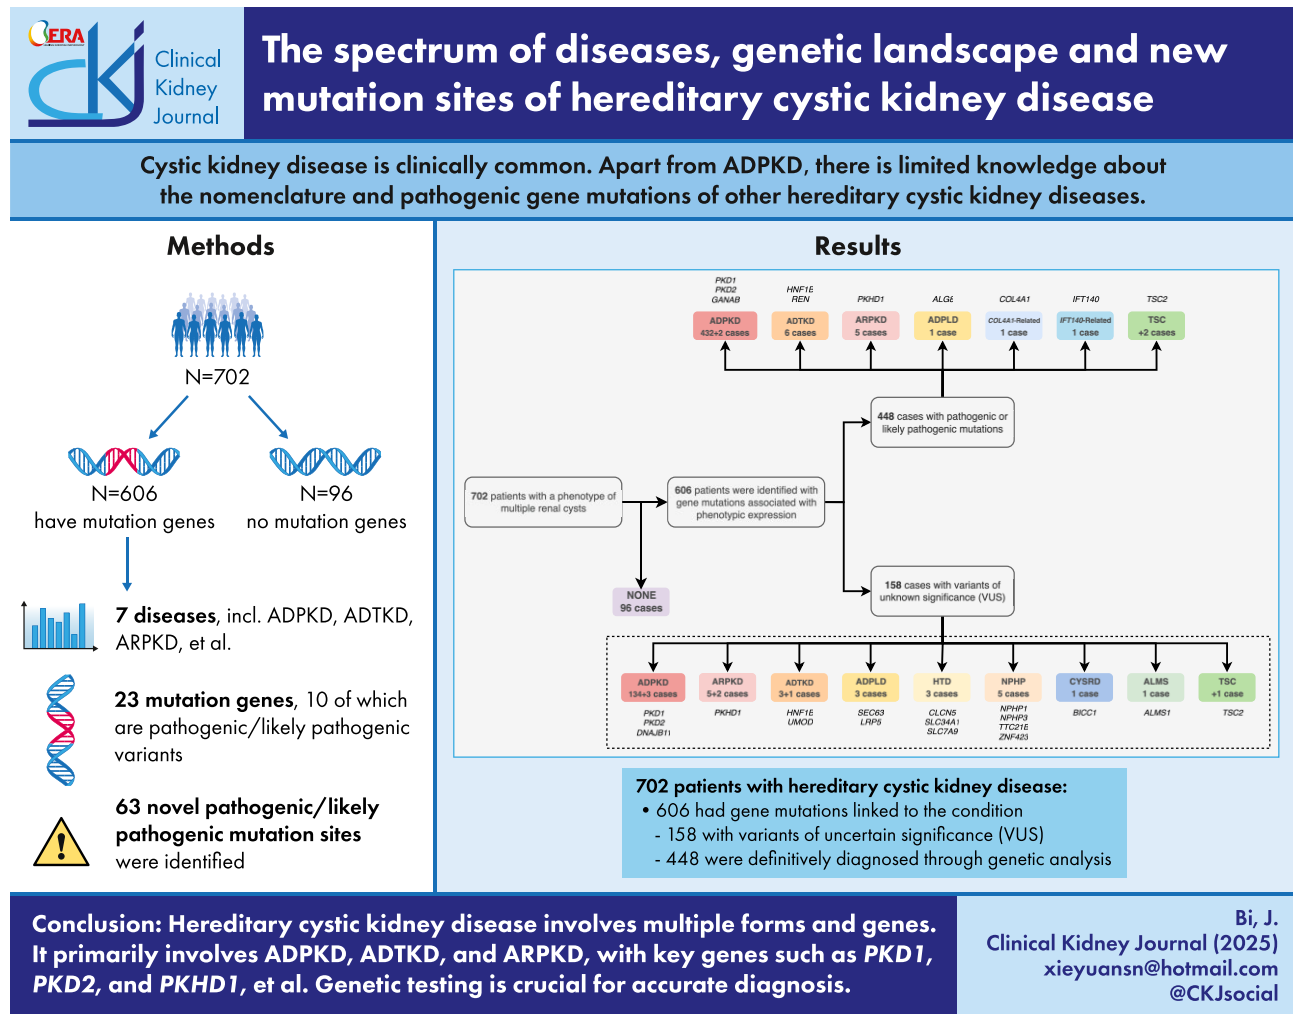 ERA
CKJ
Clinical
Kidney
Journal
The spectrum of diseases, genetic landscape and new
mutation sites of hereditary cystic kidney disease
Cystic kidney disease is clinically common. Apart from ADPKD, there is limited knowledge about
the nomenclature and pathogenic gene mutations of other hereditary cystic kidney diseases.
Methods
N=702
N=606
have mutation genes
N=96
no mutation genes
7 diseases, incl. ADPKD, ADTKD,
ARPKD, et al.
23 mutation genes, 10 of which
are pathogenic/likely pathogenic
variants
63 novel pathogenic/likely
pathogenic mutation sites
were identified
Results
PKD1
PKD2
GANAB
ADPKD
432+2 cases
HNF1E
REN
ADTKD
6 cases
PKHD1
ARPKD
5 cases
ALG8
ADPLD
1 case
COL4A1
COL4A1-Related
1 case
IFT140
IFT140-Related
1 case
TSC2
TSC
+2 cases
448 cases with pathogenic or
likely pathogenic mutations
702 patients with a phenotype of
multiple renal cysts
606 patients were identified with
gene mutations associated with
phenotypic expression
NONE
96 cases
158 cases with variants of
unknown significance (VUS)
ADPKD
134+3 cases
PKD1
PKD2
DNAJB11
ARPKD
5+2 cases
PKHD1
ADTKD
3+1 cases
HNF1E
UMOD
ADPLD
3 cases
SEC63
LRP5
HTD
3 cases
CLCN5
SLC34A1
SLC7A9
NPHP
5 cases
NPHP1
NPHP3
TTC21E
ZNF423
CYSRD
1 case
BICC1
ALMS
1 case
ALMS1
TSC
+1 case
TSC2
702 patients with hereditary cystic kidney disease:
• 606 had gene mutations linked to the condition
- 158 with variants of uncertain significance (VUS)
- 448 were definitively diagnosed through genetic analysis
Conclusion: Hereditary cystic kidney disease involves multiple forms and genes.
It primarily involves ADPKD, ADTKD, and ARPKD, with key genes such as PKD1,
PKD2, and PKHD1, et al. Genetic testing is crucial for accurate diagnosis.
Bi, J.
Clinical Kidney Journal (2025)
xieyuansn@hotmail.com
@CKJsocial